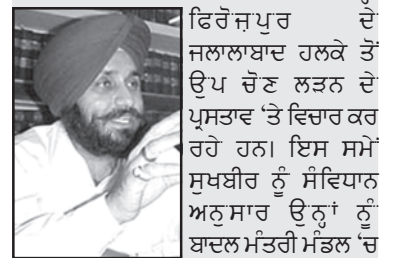 ਫਿਰੋਜ਼ਪੁਰ ਦੇ
ਜਲਾਲਾਬਾਦ ਹਲਕੇ ਤੋਂ
ਉਪ ਚੋਣ ਲੜਨ ਦੇ
ਪ੍ਰਸਤਾਵ 'ਤੇ ਵਿਚਾਰ ਕਰ
ਰਹੇ ਹਨ। ਇਸ ਸਮੇਂ
ਸੁਖਬੀਰ ਨੂੰ ਸੰਵਿਧਾਨ
ਅਨੁਸਾਰ ਉਨ੍ਹਾਂ ਨੂੰ
ਬਾਦਲ ਮੰਤਰੀ ਮੰਡਲ 'ਚ